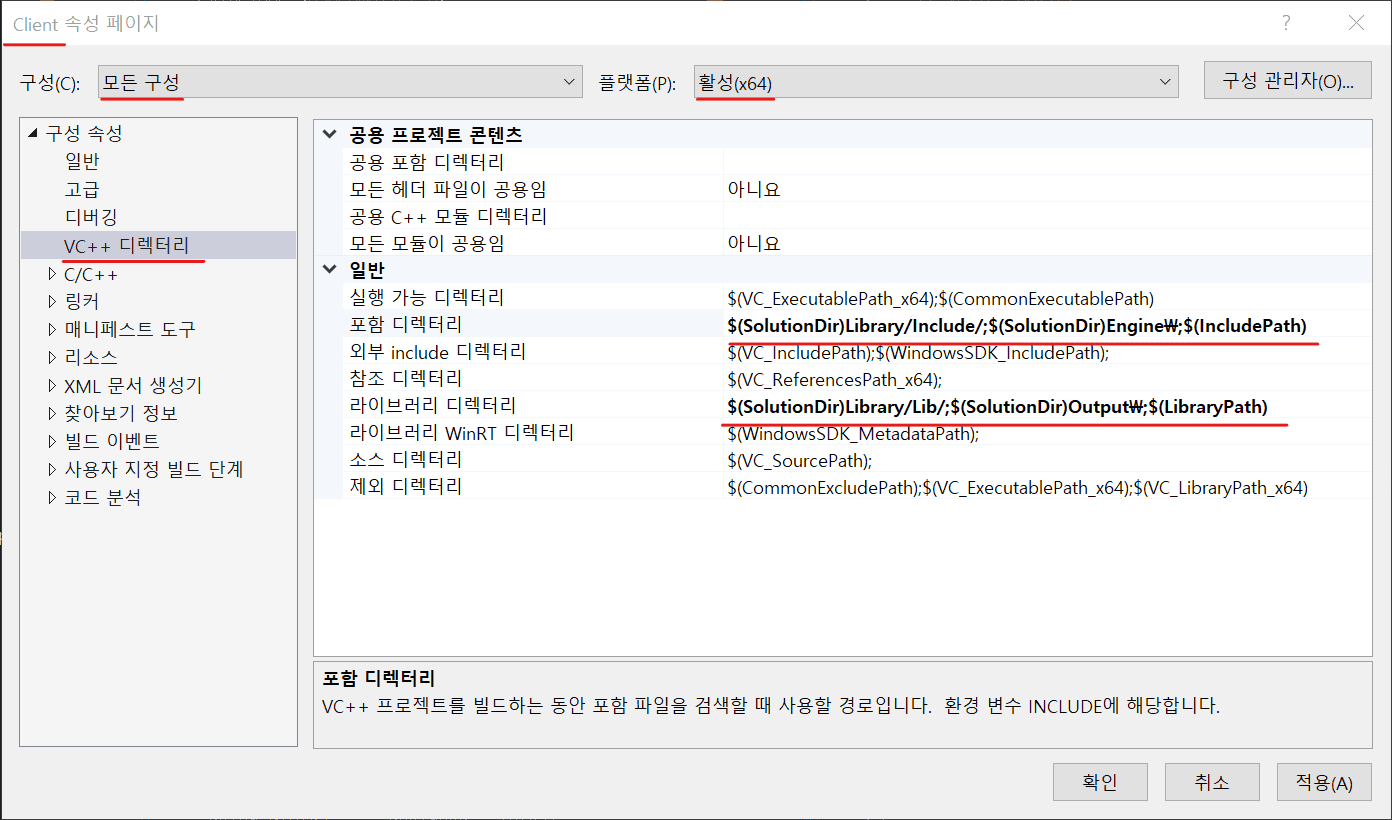 Client 속성 페이지
구성(C): 모든 구성 플랫폼(P): 활성(x64) 구성 관리자(O)...
구성 속성
일반
고급
디버깅
VC++ 디렉터리
C/C++
링커
매니페스트 도구
리소스
XML 문서 생성기
찾아보기 정보
빌드 이벤트
사용자 지정 빌드 단계
코드 분석
공용 프로젝트 콘텐츠
공용 포함 디렉터리
모든 헤더 파일이 공용임 아니요
공용 C++ 모듈 디렉터리
모든 모듈이 공용임 아니요
일반
실행 가능 디렉터리 $(VC_ExecutablePath_x64);$(CommonExecutablePath)
포함 디렉터리 $(SolutionDir)Library/Include/;$(SolutionDir)Engine₩;$(IncludePath)
외부 include 디렉터리 $(VC_IncludePath);$(WindowsSDK_IncludePath);
참조 디렉터리 $(VC_ReferencesPath_x64);
라이브러리 디렉터리 $(SolutionDir)Library/Lib/;$(SolutionDir)Output₩;$(LibraryPath)
라이브러리 WinRT 디렉터리 $(WindowsSDK_MetadataPath);
소스 디렉터리 $(VC_SourcePath);
제외 디렉터리 $(CommonExcludePath);$(VC_ExecutablePath_x64);$(VC_LibraryPath_x64)
포함 디렉터리
VC++ 프로젝트를 빌드하는 동안 포함 파일을 검색할 때 사용할 경로입니다. 환경 변수 INCLUDE에 해당합니다.
확인 취소 적용(A)